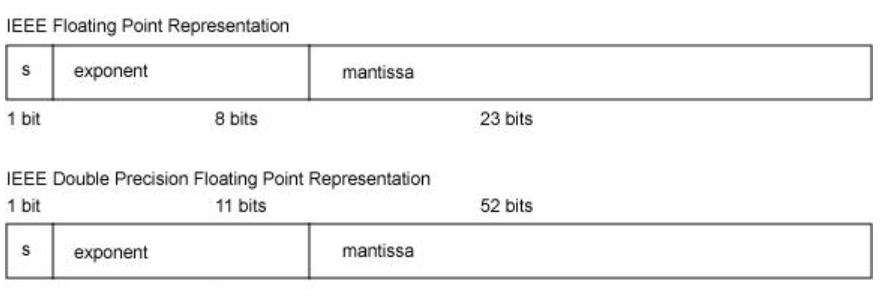 IEEE Floating Point Representation
s exponent mantissa
1 bit 8 bits 23 bits
IEEE Double Precision Floating Point Representation
1 bit 11 bits 52 bits
s exponent mantissa